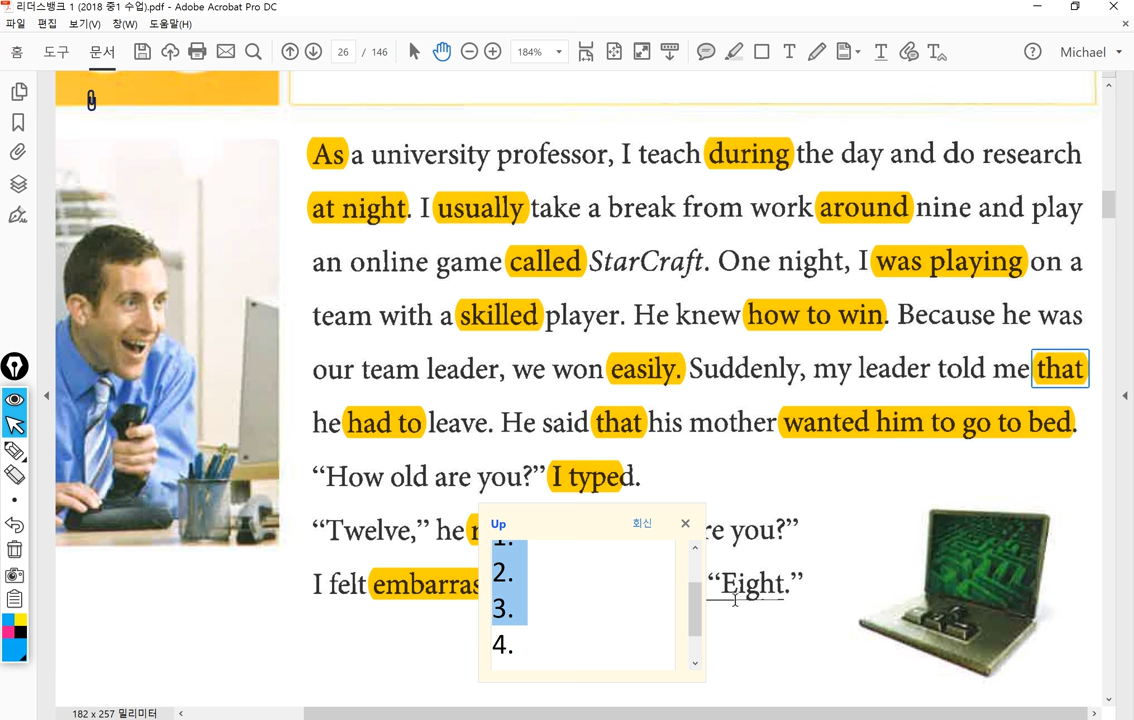 리더스뱅크 1 (2018 중1 수업).pdf - Adobe Acrobat Pro DC
파일 편집 보기(V) 창(W) 도움말(H)
홈 도구 문서 26 / 146 184% Michael
As a university professor, I teach during the day and do research
at night. I usually take a break from work around nine and play
an online game called StarCraft. One night, I was playing on a
team with a skilled player. He knew how to win. Because he was
our team leader, we won easily. Suddenly, my leader told me that
he had to leave. He said that his mother wanted him to go to bed.
“How old are you?” I typed.
Up 회신
“Twelve,” he re you?”
2.
I felt embarras “Eight.”
3.
4.
182 x 257 밀리미터